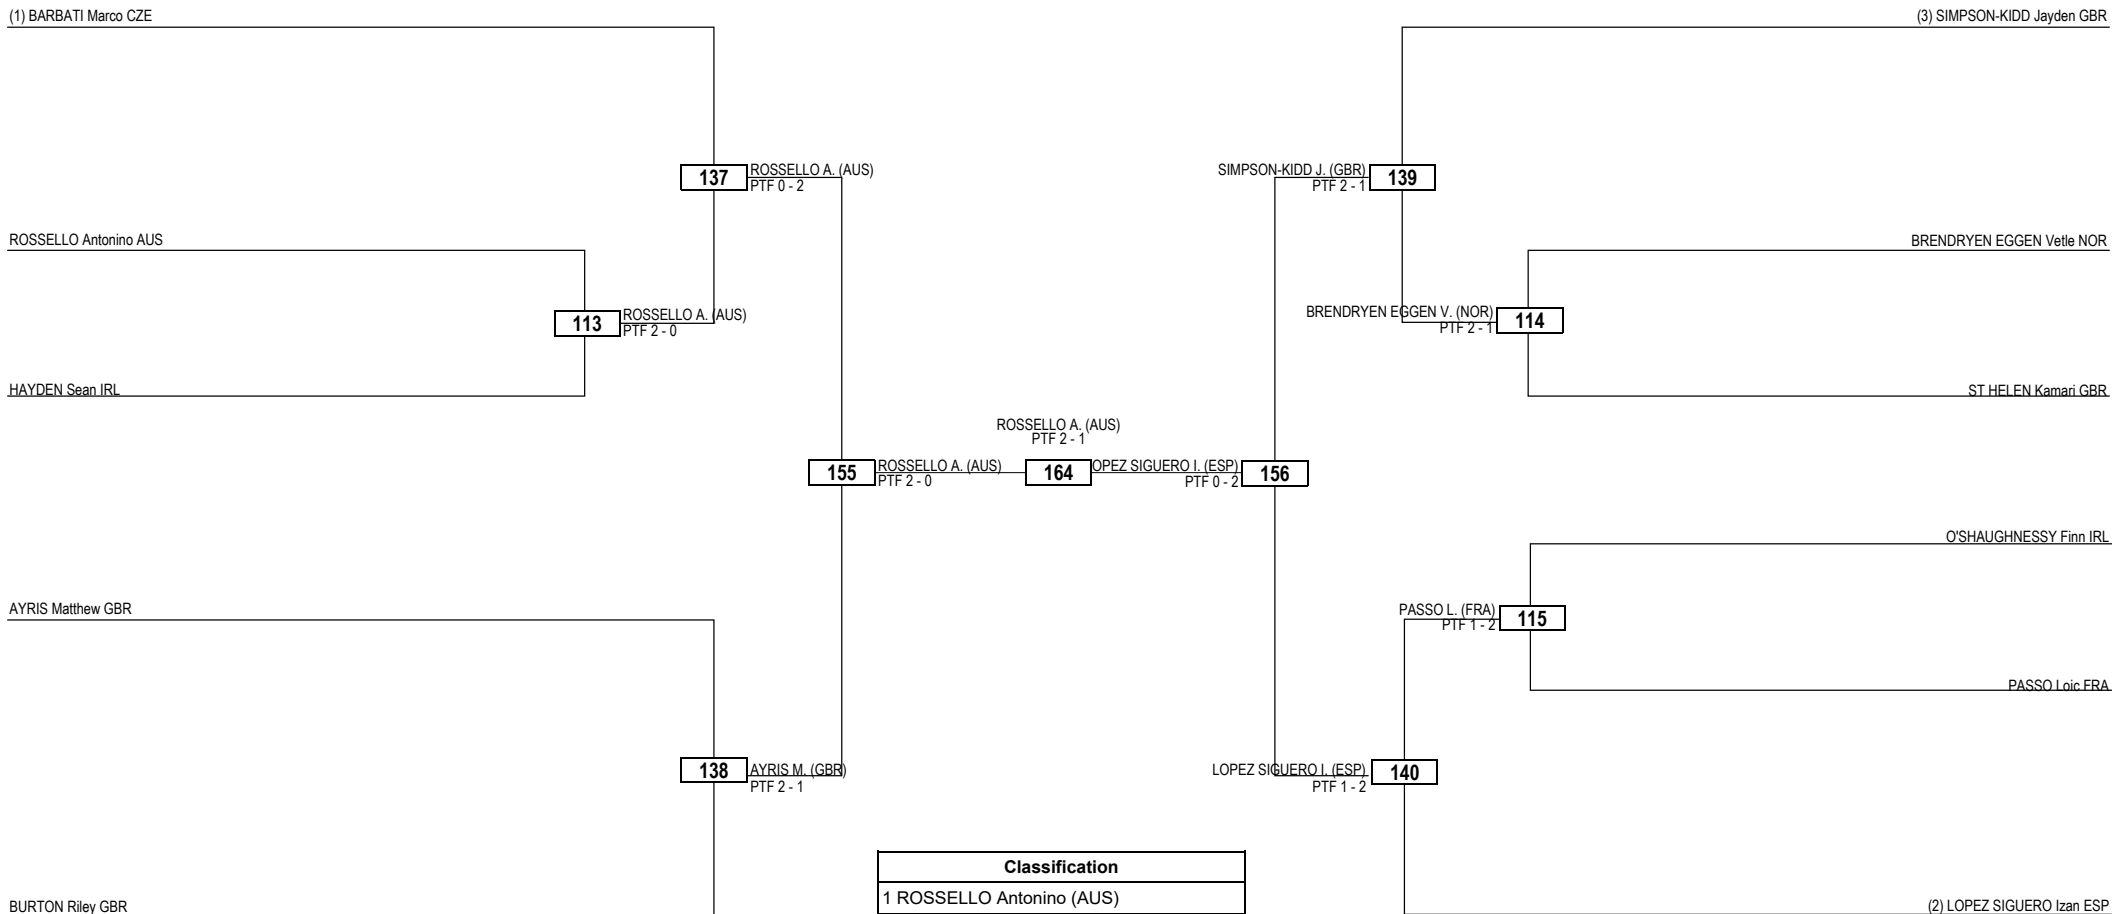 (1) BARBATI Marco CZE
(3) SIMPSON-KIDD Jayden GBR
137
ROSSELLO A. (AUS)
PTF 0 - 2
SIMPSON-KIDD J. (GBR)
PTF 2 - 1
139
ROSSELLO Antonino AUS
BRENDRYEN EGGEN Vetle NOR
113
ROSSELLO A. (AUS)
PTF 2 - 0
BRENDRYEN EGGEN V. (NOR)
PTF 2 - 1
114
HAYDEN Sean IRL
ST HELEN Kamari GBR
ROSSELLO A. (AUS)
PTF 2 - 1
155
ROSSELLO A. (AUS)
PTF 2 - 0
164
OPEZ SIGUERO I. (ESP)
PTF 0 - 2
156
O'SHAUGHNESSY Finn IRL
AYRIS Matthew GBR
PASSO L. (FRA)
PTF 1 - 2
115
PASSO Loic FRA
138
AYRIS M. (GBR)
PTF 2 - 1
LOPEZ SIGUERO I. (ESP)
PTF 1 - 2
140
Classification
1 ROSSELLO Antonino (AUS)
BURTON Riley GBR
(2) LOPEZ SIGUERO Izan ESP